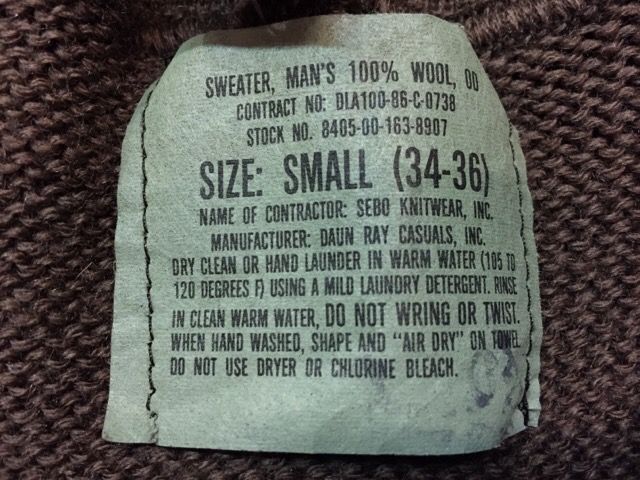 SWEATER, MAN'S 100% WOOL, OD
CONTRACT NO: DLA100-86-C-0738
STOCK NO. 8405-00-163-8907
SIZE: SMALL (34-36)
NAME OF CONTRACTOR: SEBO KNITWEAR, INC.
MANUFACTURER: DAUN RAY CASUALS, INC.
DRY CLEAN OR HAND LAUNDER IN WARM WATER (105 TO
120 DEGREES F) USING A MILD LAUNDRY DETERGENT. RINSE
IN CLEAN WARM WATER, DO NOT WRING OR TWIST.
WHEN HAND WASHED, SHAPE AND "AIR DRY" ON TOWEL
DO NOT USE DRYER OR CHLORINE BLEACH.